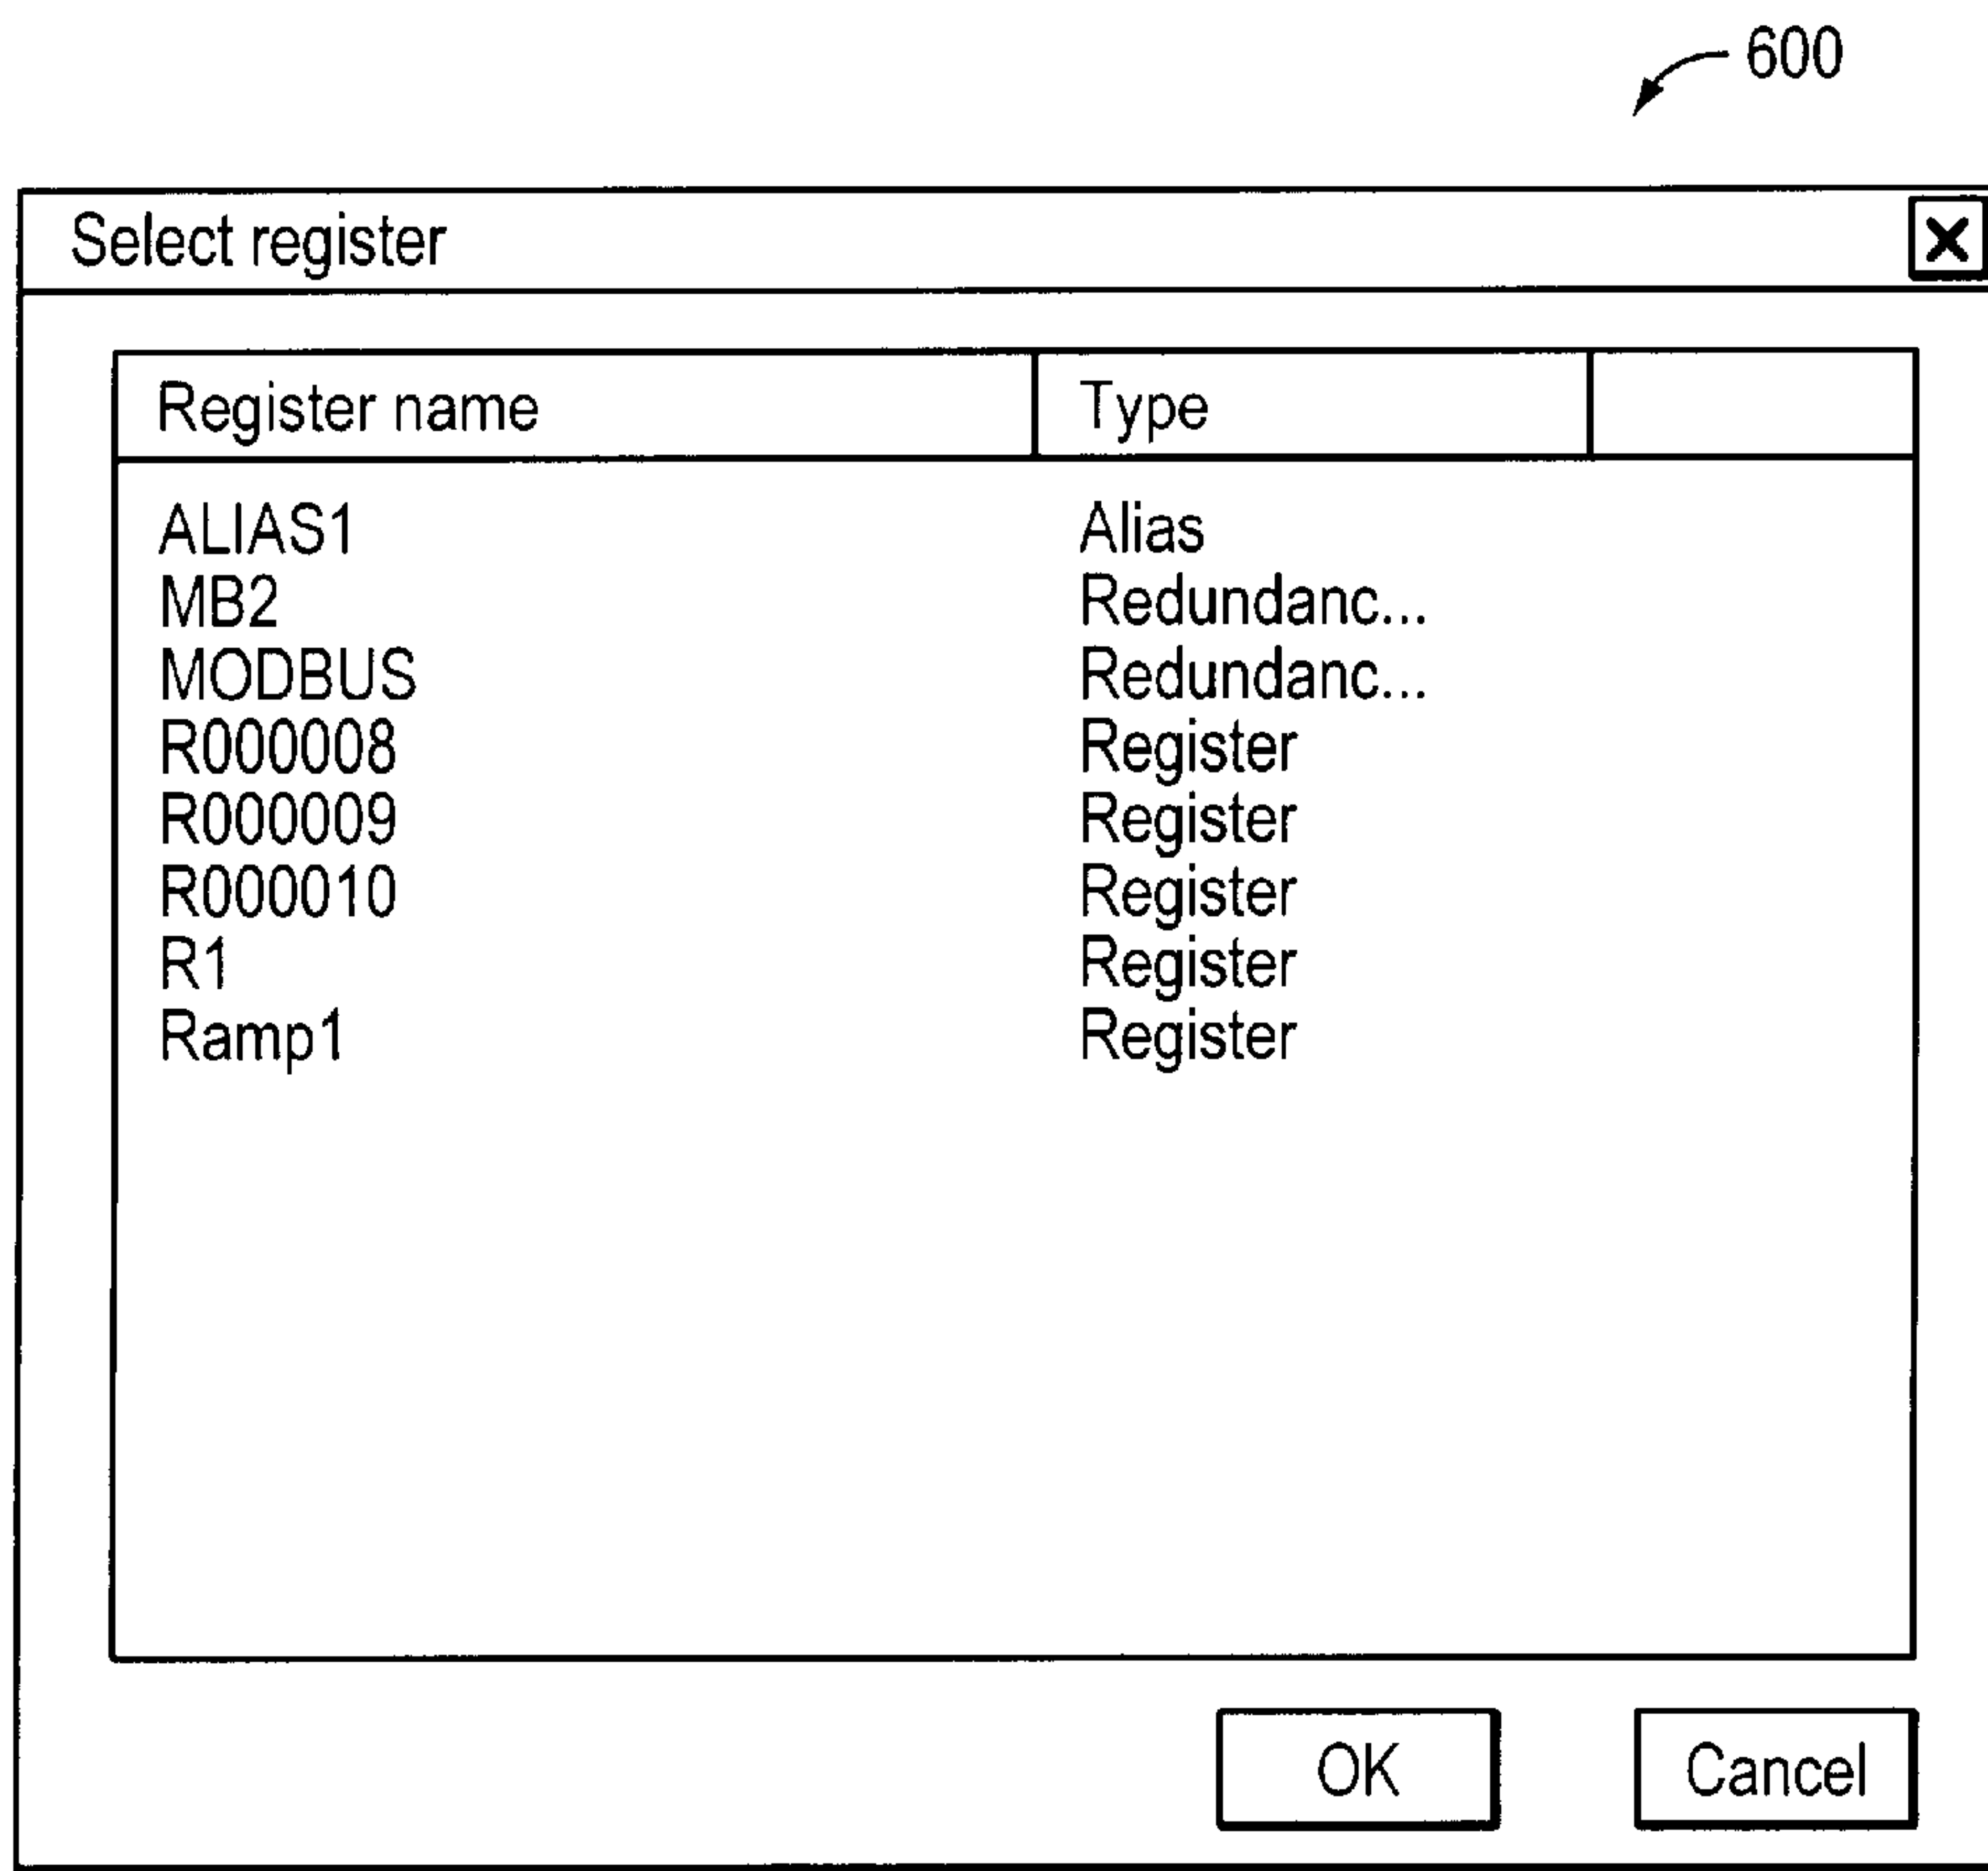 600
Select register
Register name Type
ALIAS1 Alias
MB2 Redundanc...
MODBUS Redundanc...
R000008 Register
R000009 Register
R000010 Register
R1 Register
Ramp1 Register
OK Cancel